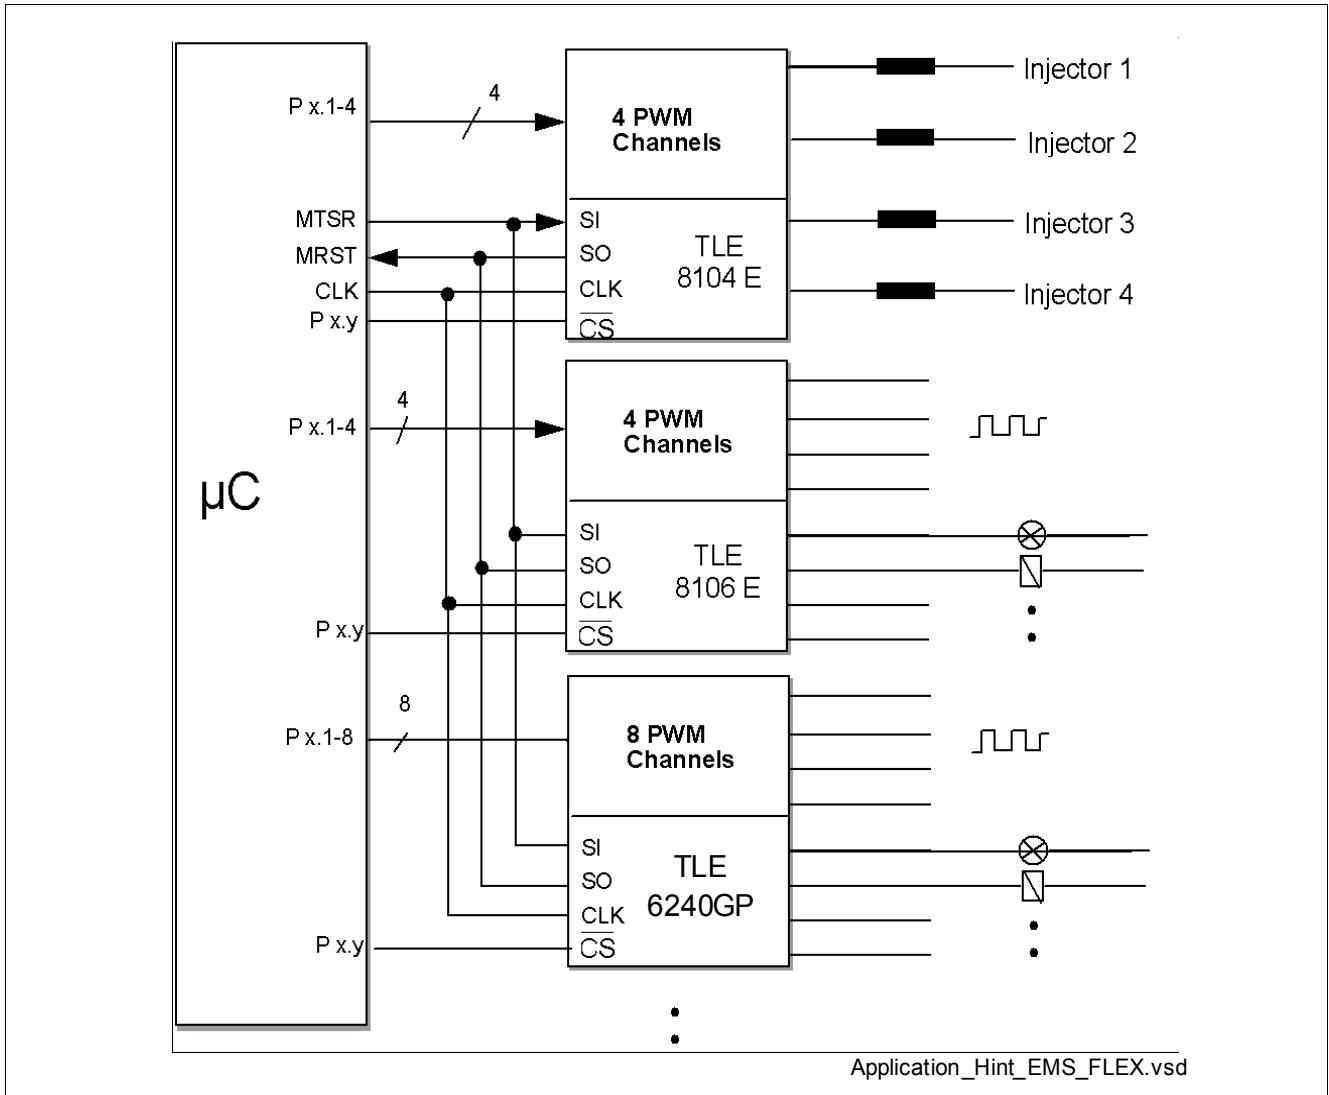 P x.1-4
4
4 PWM
Channels
Injector 1
Injector 2
MTSR
MRST
CLK
P x.y
SI
SO
CLK
CS
TLE
8104 E
Injector 3
Injector 4
µC
P x.1-4
4
4 PWM
Channels
SI
SO
CLK
CS
TLE
8106 E
P x.y
P x.1-8
8
8 PWM
Channels
SI
SO
CLK
CS
TLE
6240GP
P x.y
Application_Hint_EMS_FLEX.vsd